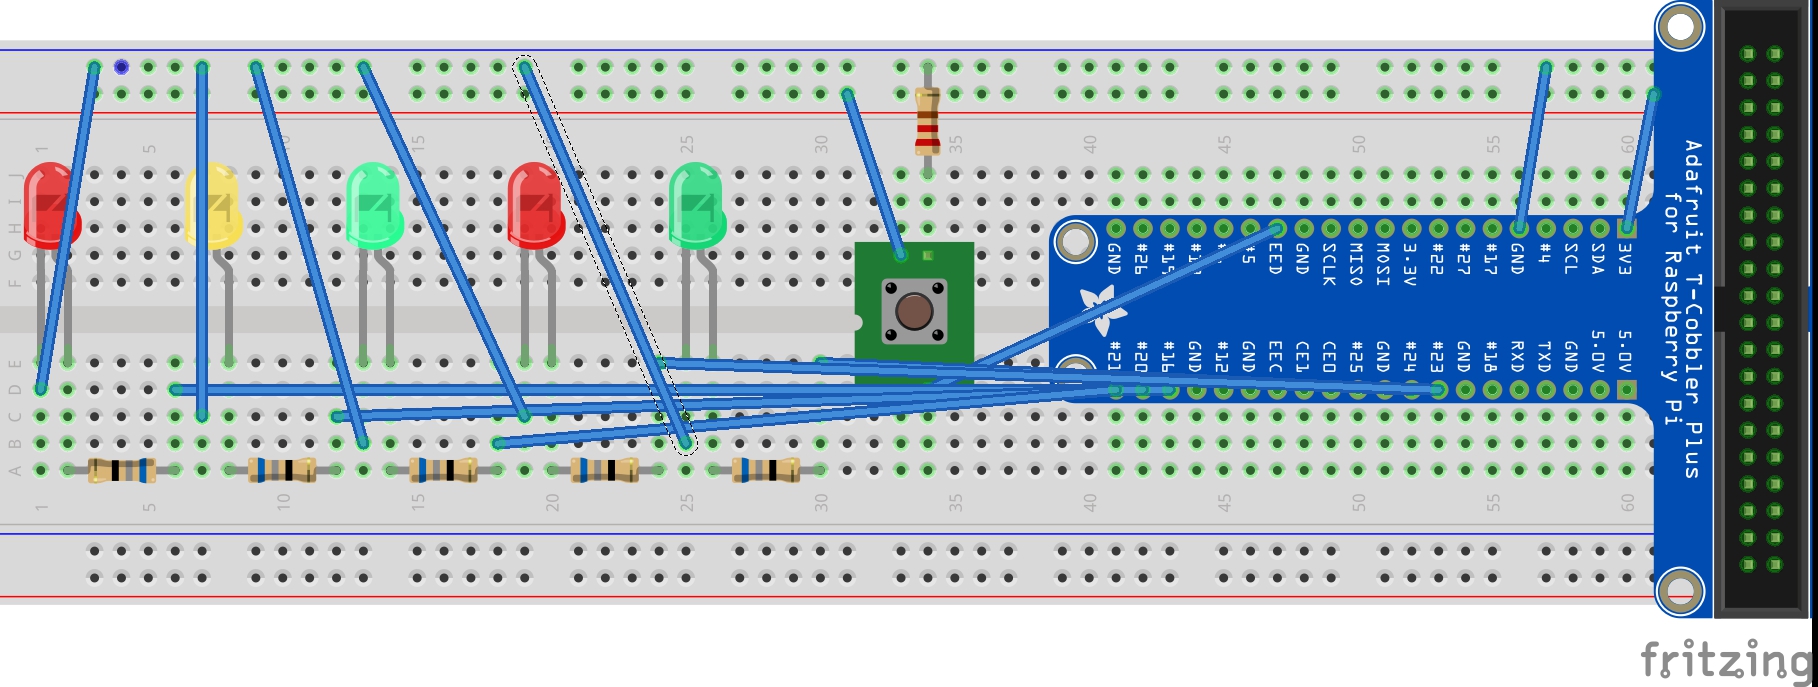 1 5 10 15 20 25 30 35 40 45 50 55 60
J
I
H
G
F
GND #26 #5 EED GND SCLK MISO MOSI 3.3V #22 #27 #17 GND #4 SCL SDA 3V3
Adafruit T-Cobbler Plus
for Raspberry Pi
#21 #20 #16 GND #12 GND EEC CE1 CE0 #25 GND #24 #23 GND #18 RXD TXD GND 5.0V 5.0V
E
D
C
B
A
1 5 10 15 20 25 30 35 40 45 50 55 60
fritzing